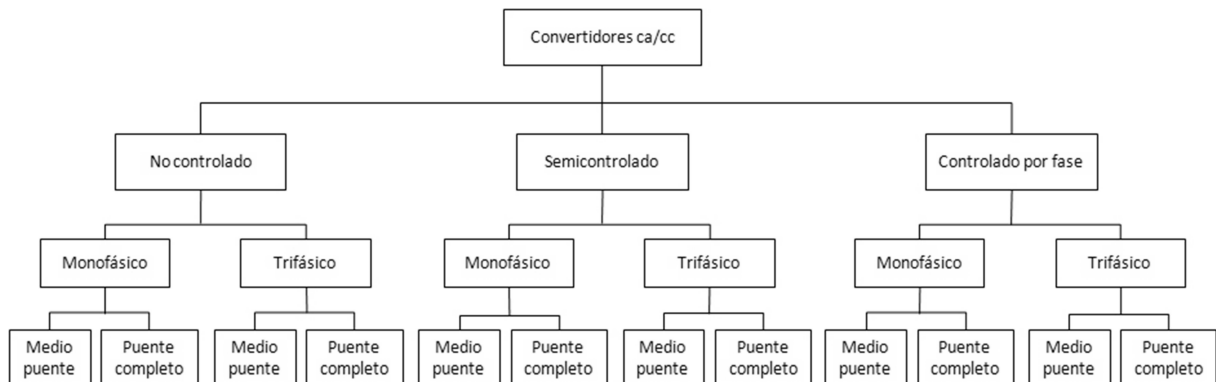 Convertidores ca/cc
No controlado
Semicontrolado
Controlado por fase
Monofásico
Trifásico
Monofásico
Trifásico
Monofásico
Trifásico
Medio
puente
Puente
completo
Medio
puente
Puente
completo
Medio
puente
Puente
completo
Medio
puente
Puente
completo
Medio
puente
Puente
completo
Medio
puente
Puente
completo